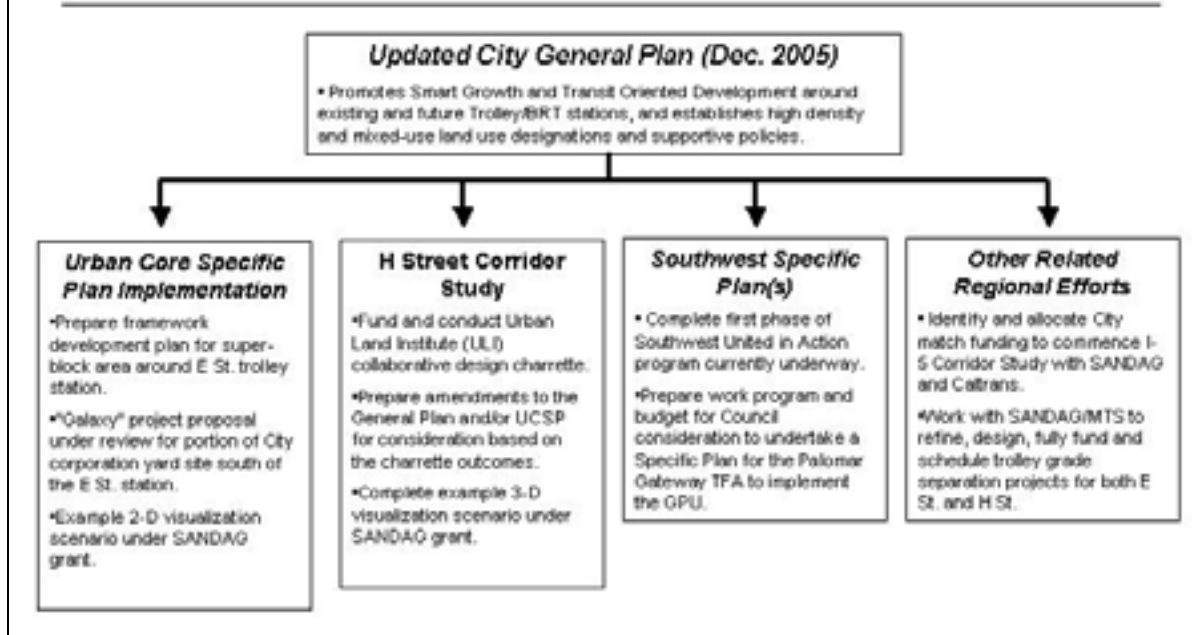 Updated City General Plan (Dec. 2005)
• Promotes Smart Growth and Transit Oriented Development around
existing and future Trolley/BRT stations, and establishes high density
and mixed-use land use designations and supportive policies.
Urban Core Specific
Plan Implementation
•Prepare framework
development plan for super-
block area around E St. trolley
station.
•"Galaxy" project proposal
under review for portion of City
corporation yard site south of
the E St. station.
•Example 2-D visualization
scenario under SANDAG
grant.
H Street Corridor
Study
•Fund and conduct Urban
Land Institute (ULI)
collaborative design charrette.
•Prepare amendments to the
General Plan and/or UCSP
for consideration based on
the charrette outcomes.
•Complete example 3-D
visualization scenario under
SANDAG grant.
Southwest Specific
Plan(s)
• Complete first phase of
Southwest United in Action
program currently underway.
•Prepare work program and
budget for Council
consideration to undertake a
Specific Plan for the Palomar
Gateway TFA to implement
the GPU.
Other Related
Regional Efforts
• Identify and allocate City
match funding to commence I-
5 Corridor Study with SANDAG
and Caltrans.
•Work with SANDAG/MTS to
refine, design, fully fund and
schedule trolley grade
separation projects for both E
St. and H St.